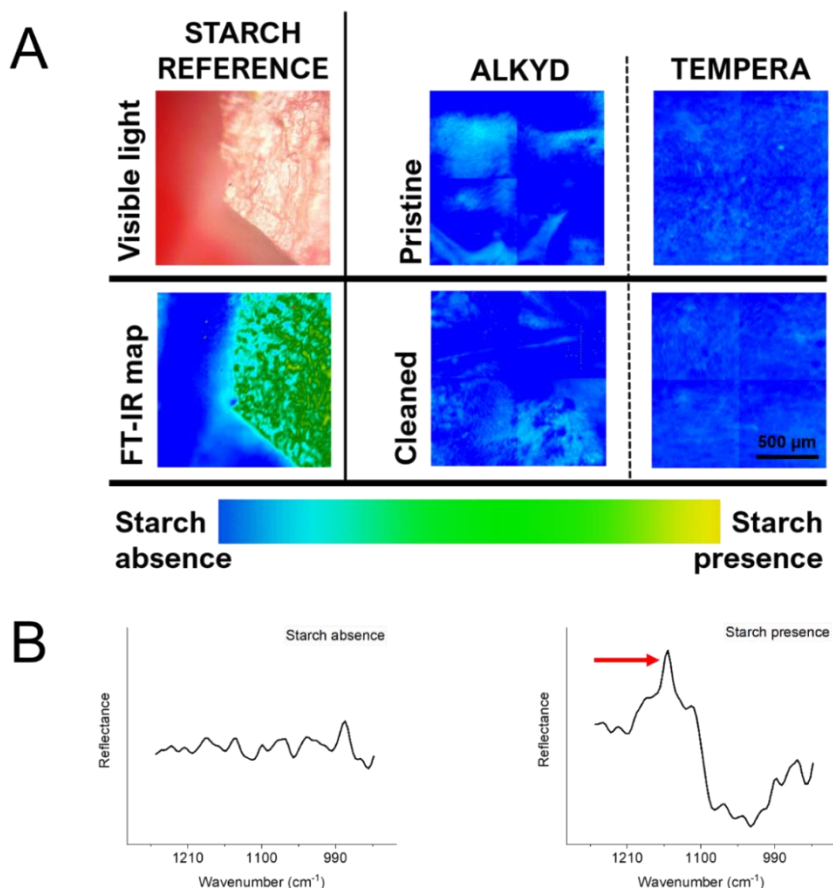 A
STARCH
REFERENCE
ALKYD
TEMPERA
Visible light
Pristine
FT-IR map
Cleaned
500 µm
Starch
absence
Starch
presence
B
Starch absence
Reflectance
1210
1100
990
Wavenumber (cm⁻¹)
Starch presence
Reflectance
1210
1100
990
Wavenumber (cm⁻¹)